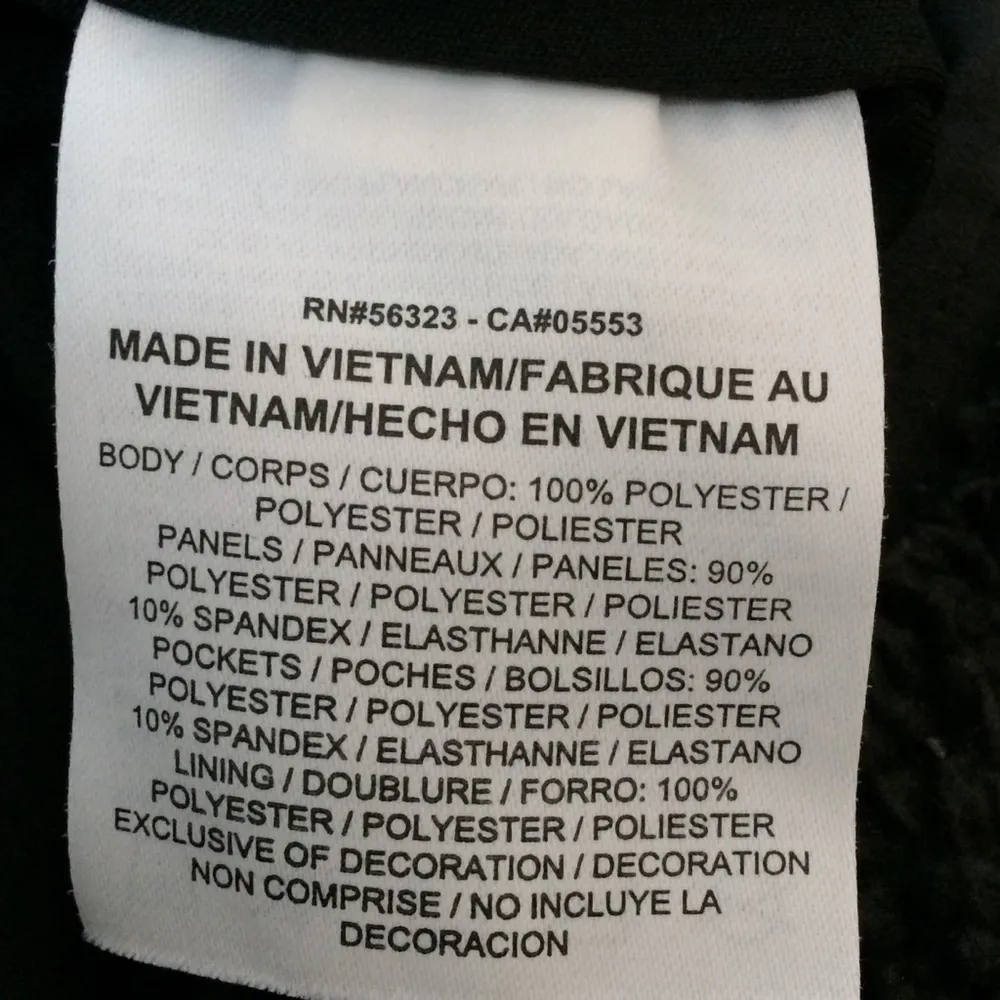 RN#56323 - CA#05553
MADE IN VIETNAM/FABRIQUE AU
VIETNAM/HECHO EN VIETNAM
BODY / CORPS / CUERPO: 100% POLYESTER /
POLYESTER / POLIESTER
PANELS / PANNEAUX / PANELES: 90%
POLYESTER / POLYESTER / POLIESTER
10% SPANDEX / ELASTHANNE / ELASTANO
POCKETS / POCHES / BOLSILLOS: 90%
POLYESTER / POLYESTER / POLIESTER
10% SPANDEX / ELASTHANNE / ELASTANO
LINING / DOUBLURE / FORRO: 100%
POLYESTER / POLYESTER / POLIESTER
EXCLUSIVE OF DECORATION / DECORATION
NON COMPRISE / NO INCLUYE LA
DECORACION